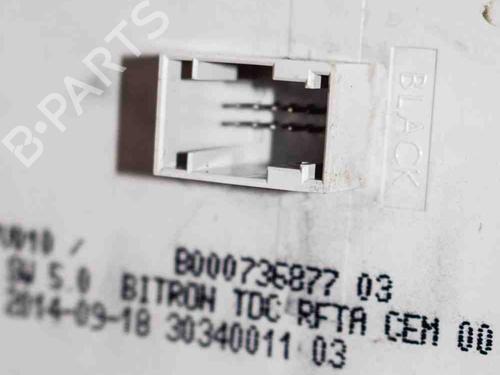 B·PARTS
BLACK
B000736877 03
SW 5.0 BITRON TDC RFTA CEM 00
2014-09-18 30340011 03